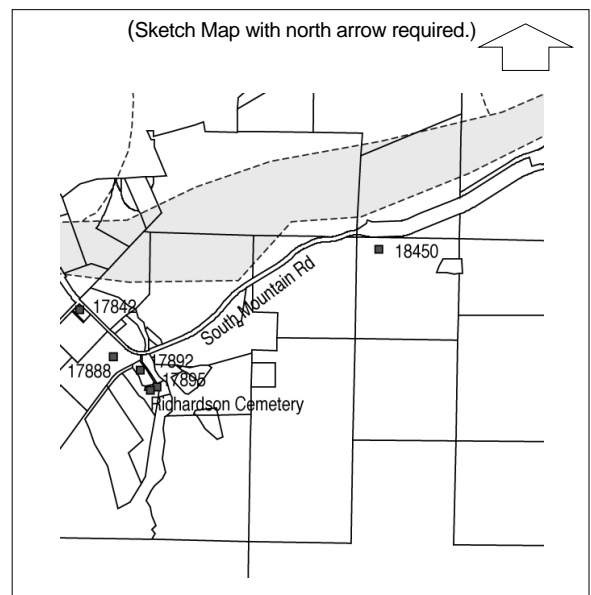 (Sketch Map with north arrow required.)
18450
South Mountain Rd
17842
17892
17888
17895
Richardson Cemetery